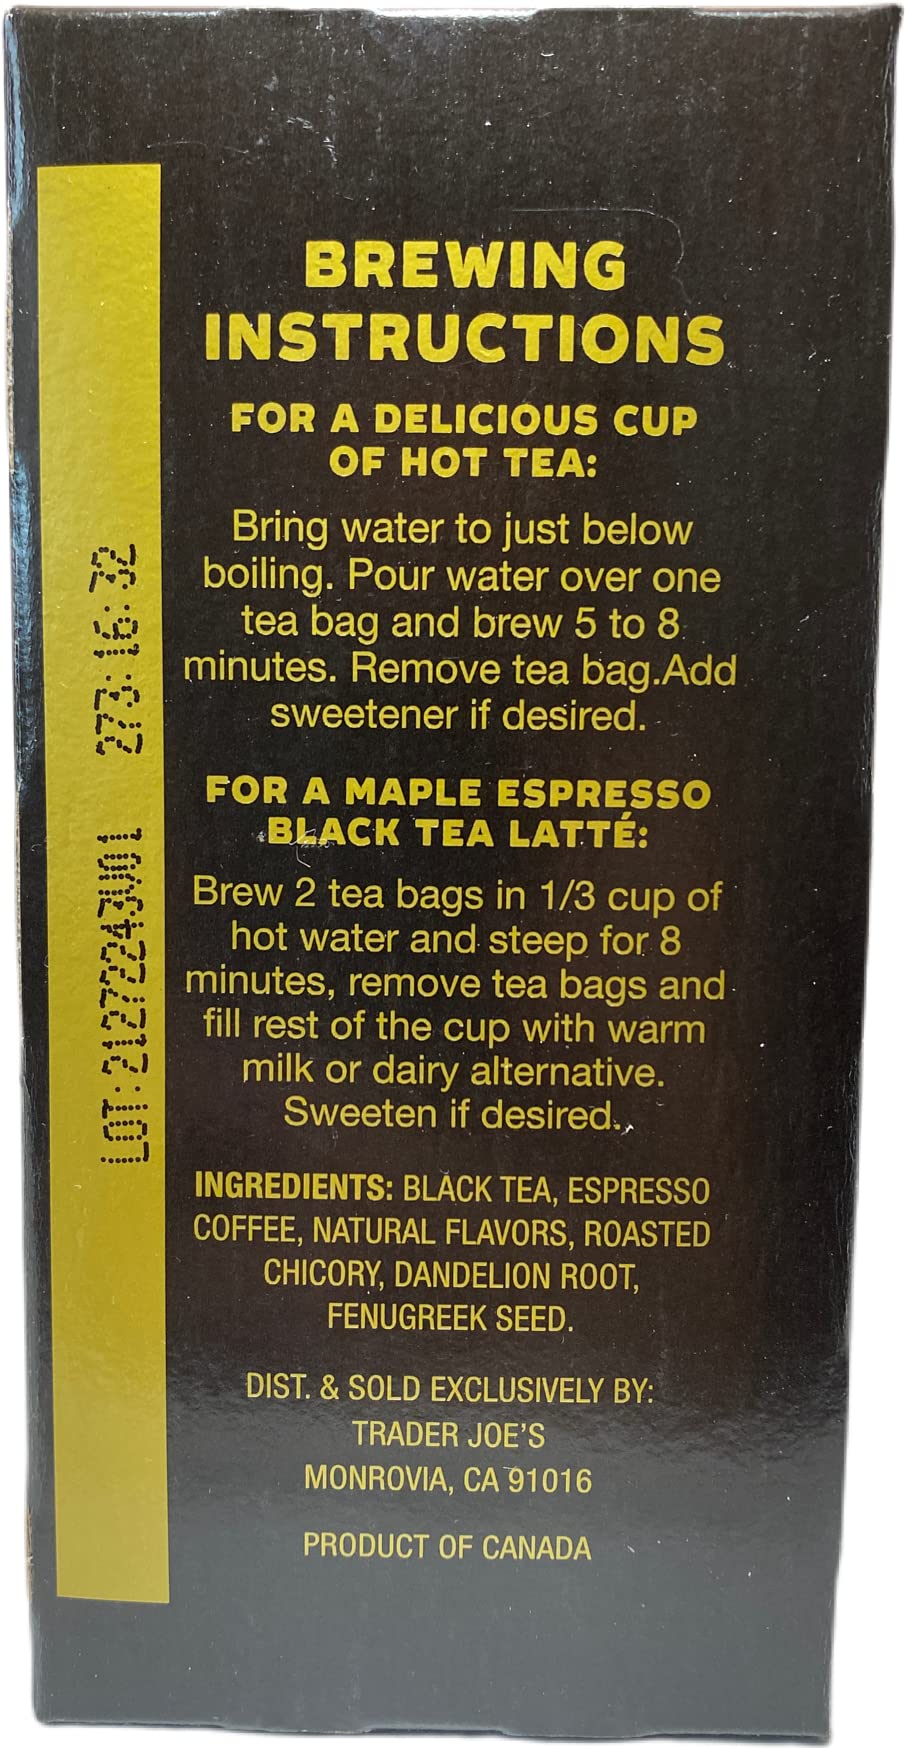 BREWING
INSTRUCTIONS
FOR A DELICIOUS CUP
OF HOT TEA:
Bring water to just below
boiling. Pour water over one
tea bag and brew 5 to 8
minutes. Remove tea bag.Add
sweetener if desired.
FOR A MAPLE ESPRESSO
BLACK TEA LATTÉ:
Brew 2 tea bags in 1/3 cup of
hot water and steep for 8
minutes, remove tea bags and
fill rest of the cup with warm
milk or dairy alternative.
Sweeten if desired.
INGREDIENTS: BLACK TEA, ESPRESSO
COFFEE, NATURAL FLAVORS, ROASTED
CHICORY, DANDELION ROOT,
FENUGREEK SEED.
DIST. & SOLD EXCLUSIVELY BY:
TRADER JOE'S
MONROVIA, CA 91016
PRODUCT OF CANADA
LOT: 21272243V01 273: 16: 32